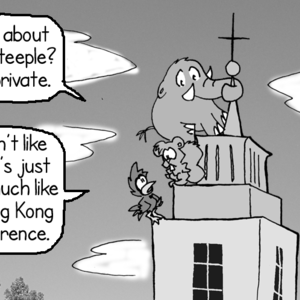 about
teeple?
rivate.
n't like
's just
uch like
g Kong
rence.